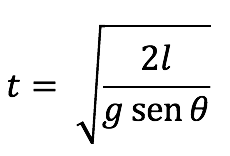 t = √(2l / (g sen θ))